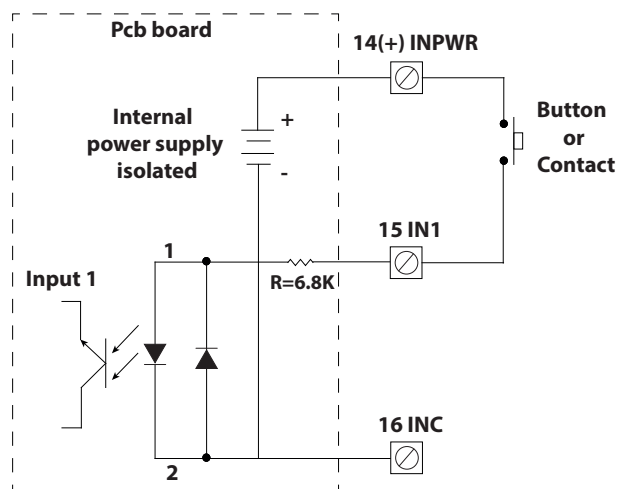 Pcb board
14(+) INPWR
Internal
power supply
isolated
+
-
Button
or
Contact
15 IN1
1
R=6.8K
Input 1
16 INC
2